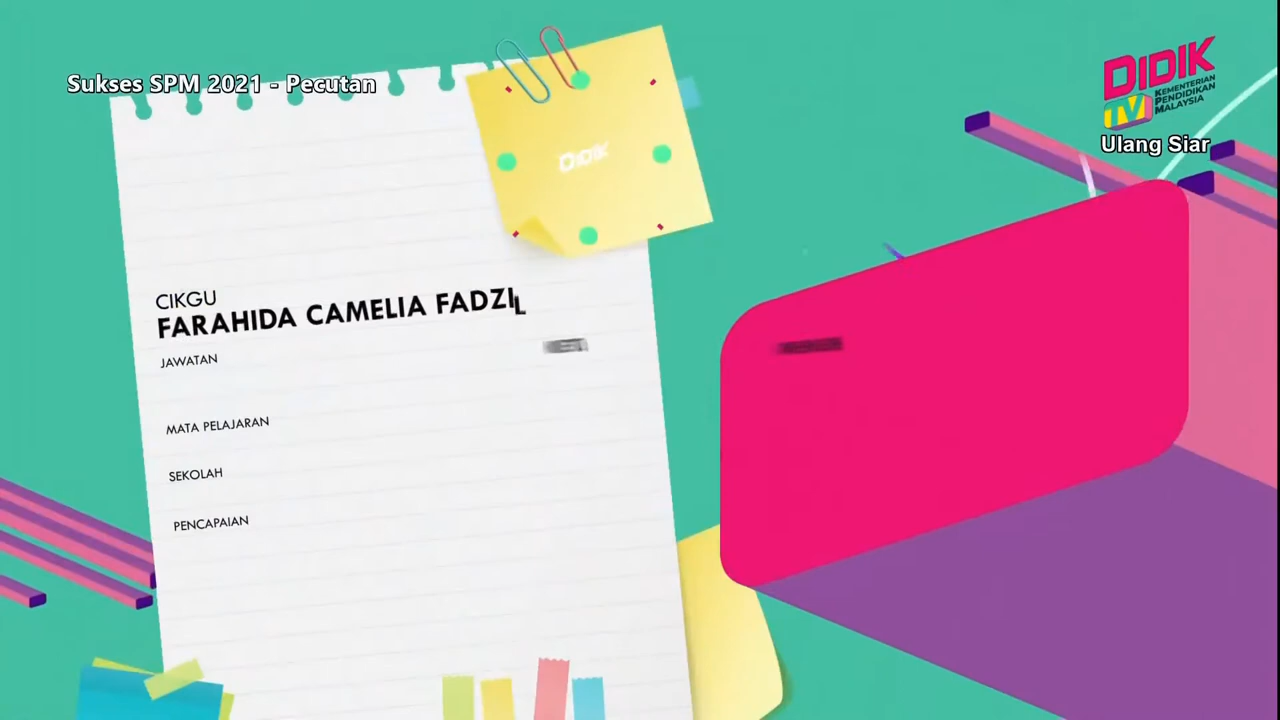 Sukses SPM 2021 - Pecutan
DIDIK
TV
KEMENTERIAN
PENDIDIKAN
MALAYSIA
Ulang Siar
DIDIK
CIKGU
FARAHIDA CAMELIA FADZIL
JAWATAN
MATA PELAJARAN
SEKOLAH
PENCAPAIAN